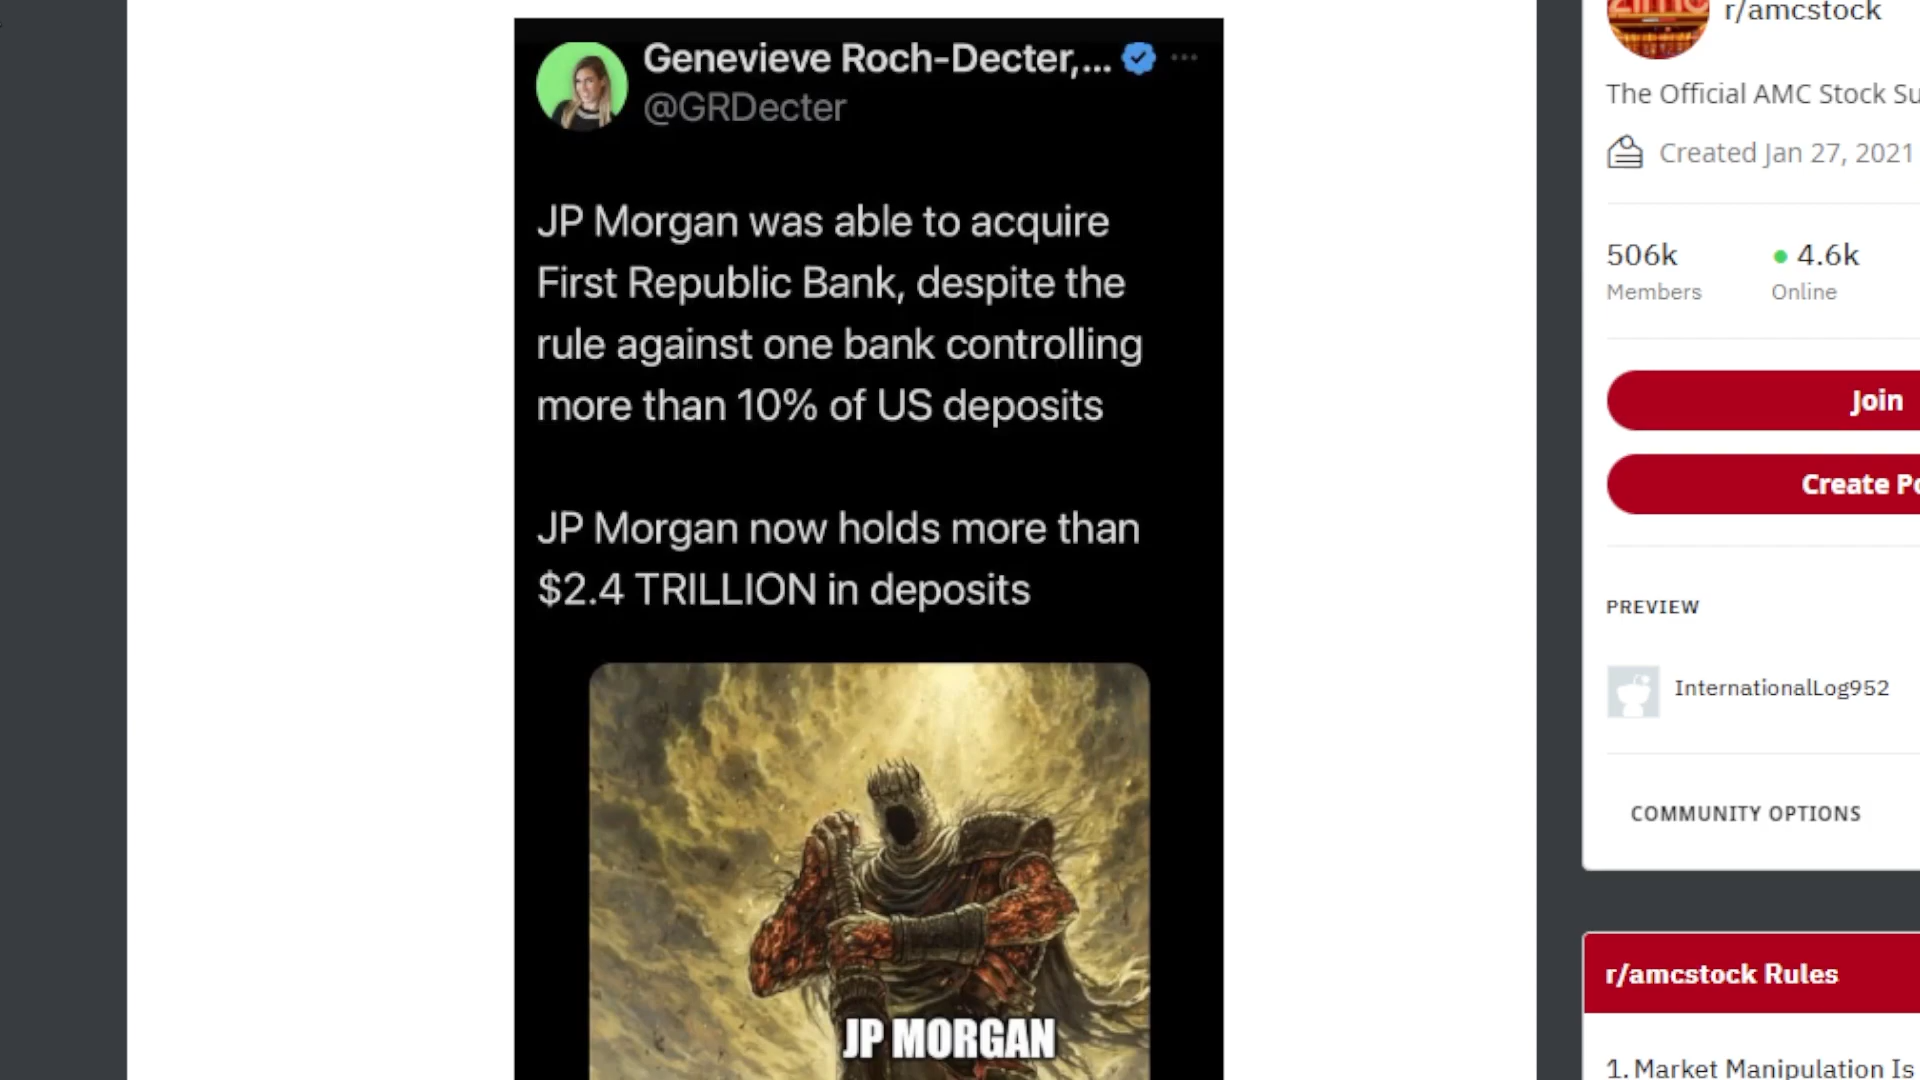 Genevieve Roch-Decter,...
@GRDecter
JP Morgan was able to acquire
First Republic Bank, despite the
rule against one bank controlling
more than 10% of US deposits
JP Morgan now holds more than
$2.4 TRILLION in deposits
JP MORGAN
r/amcstock
The Official AMC Stock Su
Created Jan 27, 2021
506k
4.6k
Members
Online
Join
Create Po
PREVIEW
InternationalLog952
COMMUNITY OPTIONS
r/amcstock Rules
1. Market Manipulation Is